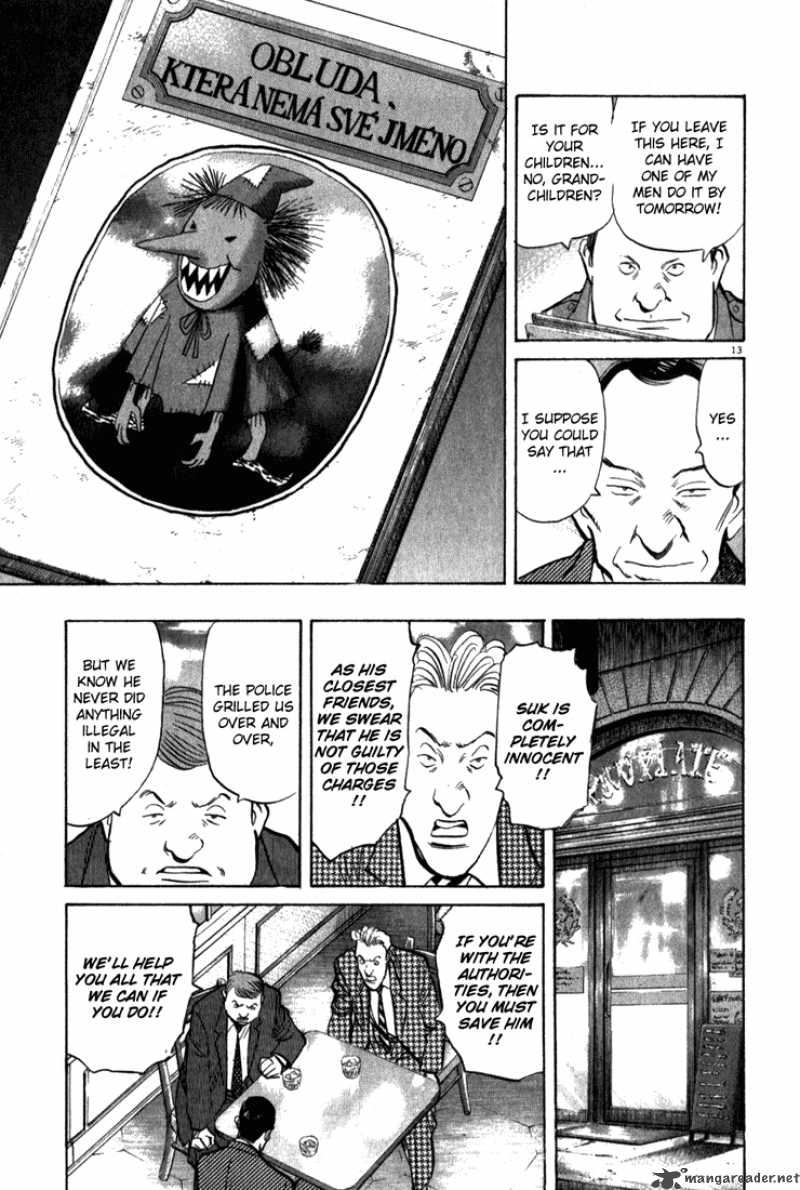 OBLUDA,
KTERÁ NEMÁ SVÉ JMÉNO
IF YOU LEAVE
THIS HERE, I
CAN HAVE
ONE OF MY
MEN DO IT BY
TOMORROW!
IS IT FOR
YOUR
CHILDREN...
NO, GRAND-
CHILDREN?
13
YES
...
I SUPPOSE
YOU COULD
SAY THAT
...
SUK IS
COM-
PLETELY
INNOCENT
!!
AS HIS
CLOSEST
FRIENDS,
WE SWEAR
THAT HE IS
NOT GUILTY
OF THOSE
CHARGES
!!
THE POLICE
GRILLED US
OVER AND
OVER,
BUT WE
KNOW HE
NEVER DID
ANYTHING
ILLEGAL
IN THE
LEAST!
IF YOU'RE
WITH THE
AUTHORI-
TIES, THEN
YOU MUST
SAVE HIM
!!
WE'LL HELP
YOU ALL THAT
WE CAN IF
YOU DO!!
mangareader.net